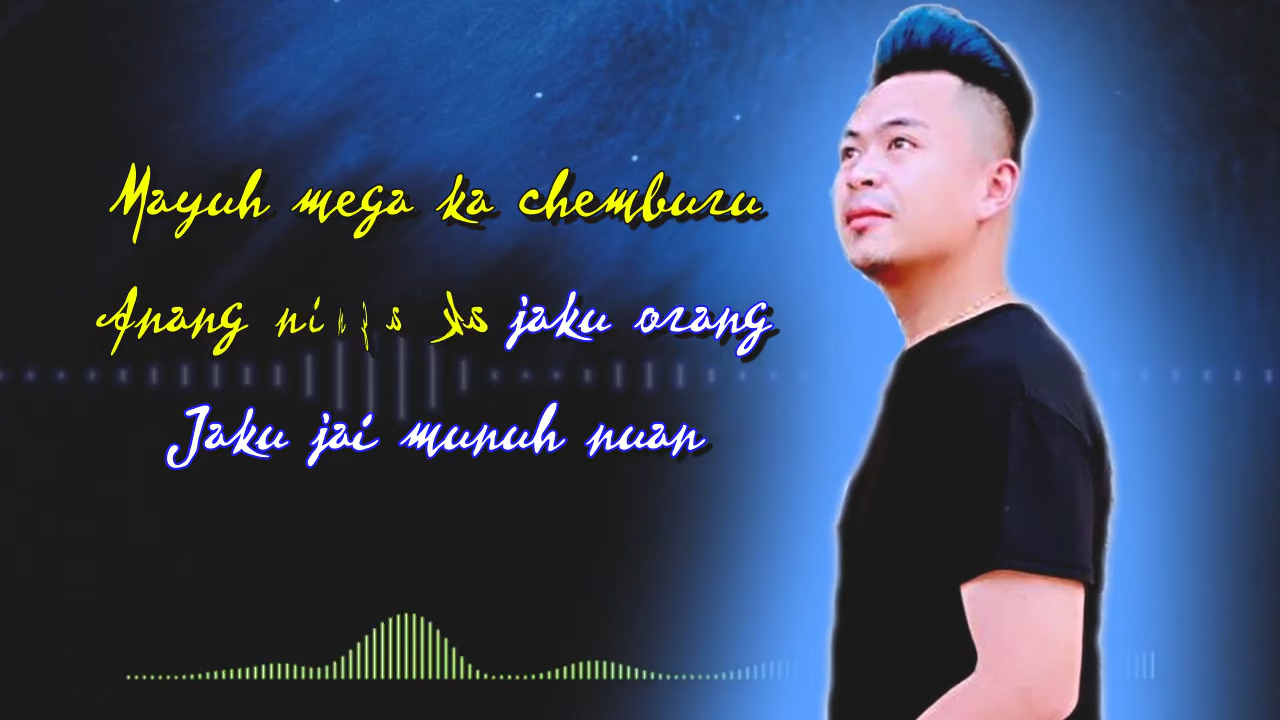 Mayuh mega ka chemburu
Anang jaku orang
Jaku jai munuh nuan